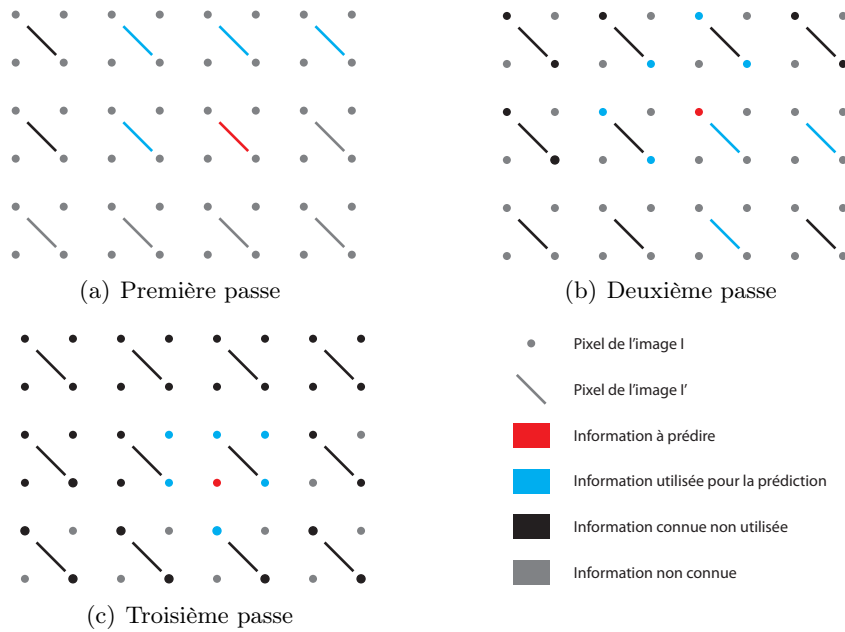 (a) Première passe
(b) Deuxième passe
(c) Troisième passe
Pixel de l'image I
Pixel de l'image I'
Information à prédire
Information utilisée pour la prédiction
Information connue non utilisée
Information non connue